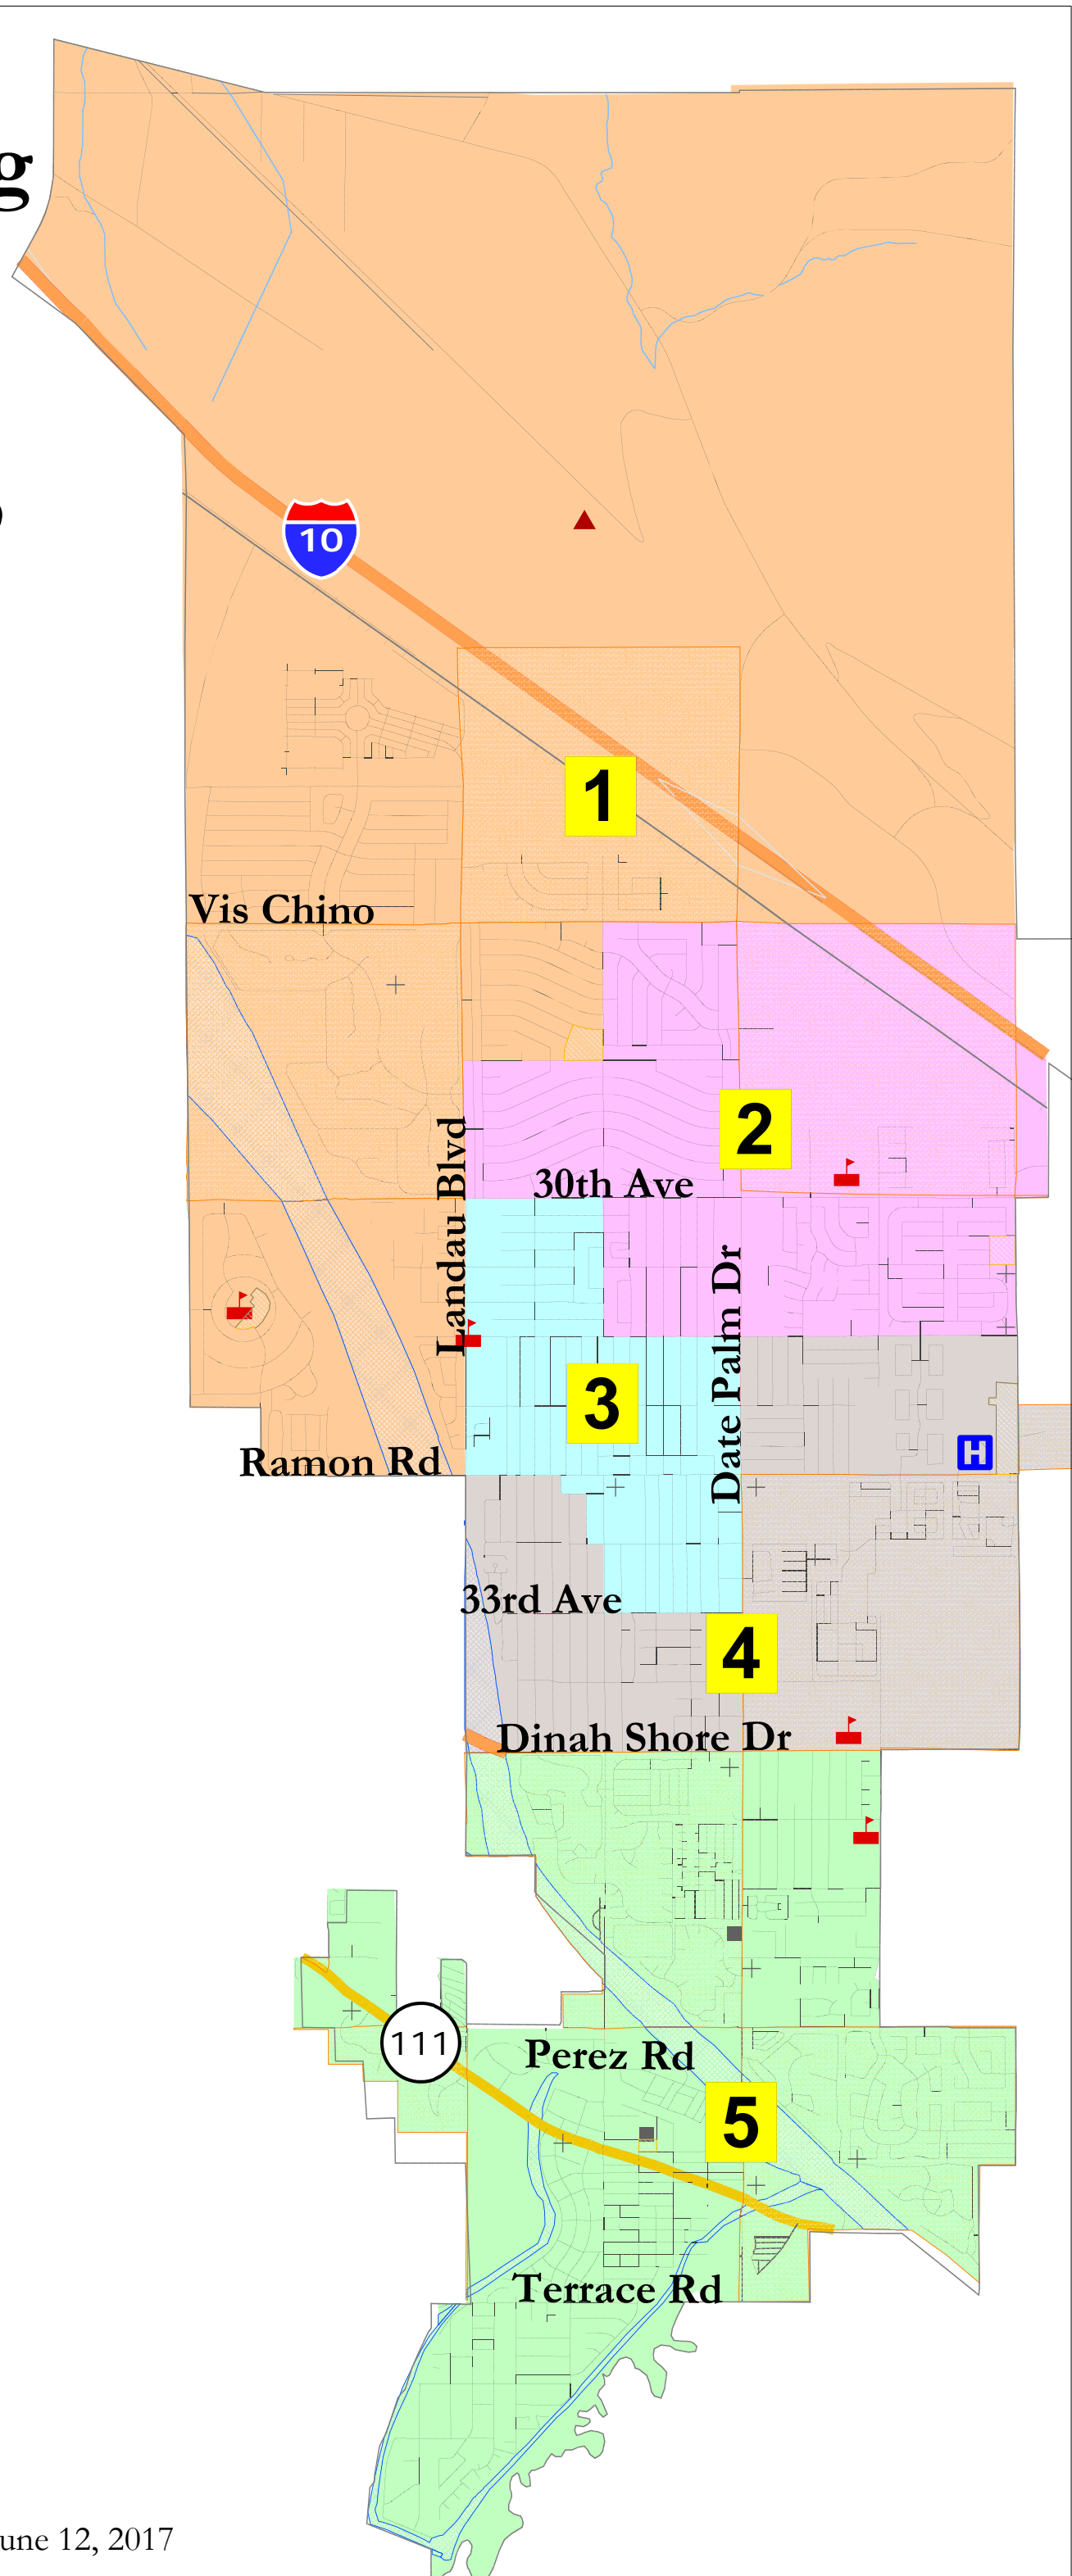 g
)
10
1
Vis Chino
2
Landau Blvd
30th Ave
Date Palm Dr
3
H
Ramon Rd
33rd Ave
4
Dinah Shore Dr
111
Perez Rd
5
Terrace Rd
une 12, 2017